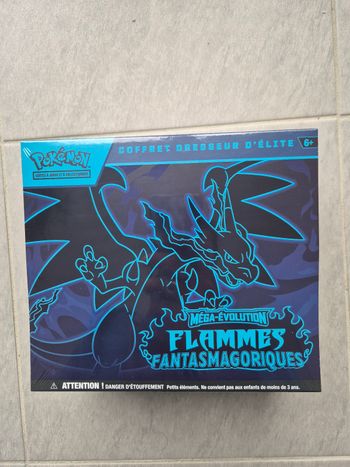 COFFRET DRESSEUR D'ÉLITE 6+
POKÉMON
MÉGA-ÉVOLUTION
FLAMMES
FANTASMAGORIQUES
ATTENTION ! DANGER D'ÉTOUFFEMENT Petits éléments. Ne convient pas aux enfants de moins de 3 ans.